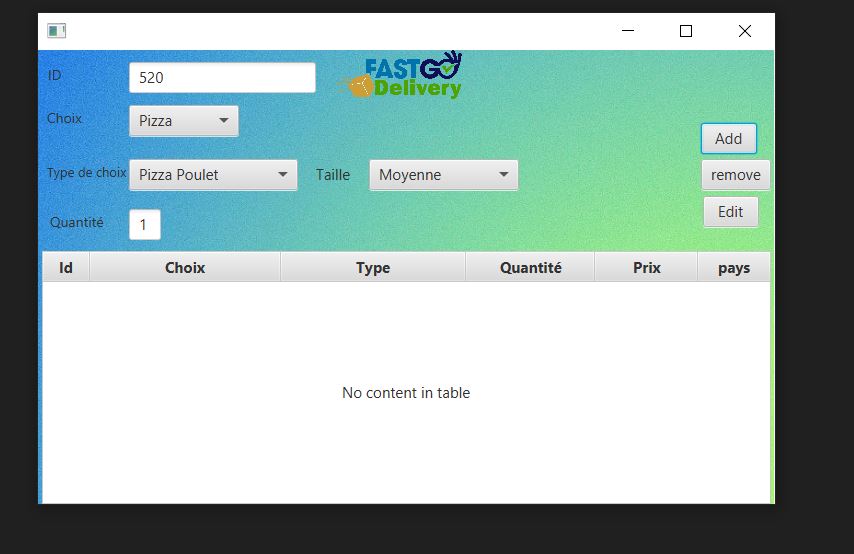 ID
520
FASTGO
Delivery
Choix
Pizza
Add
Type de choix
Pizza Poulet
Taille
Moyenne
remove
Edit
Quantité
1
Id Choix Type Quantité Prix pays
No content in table